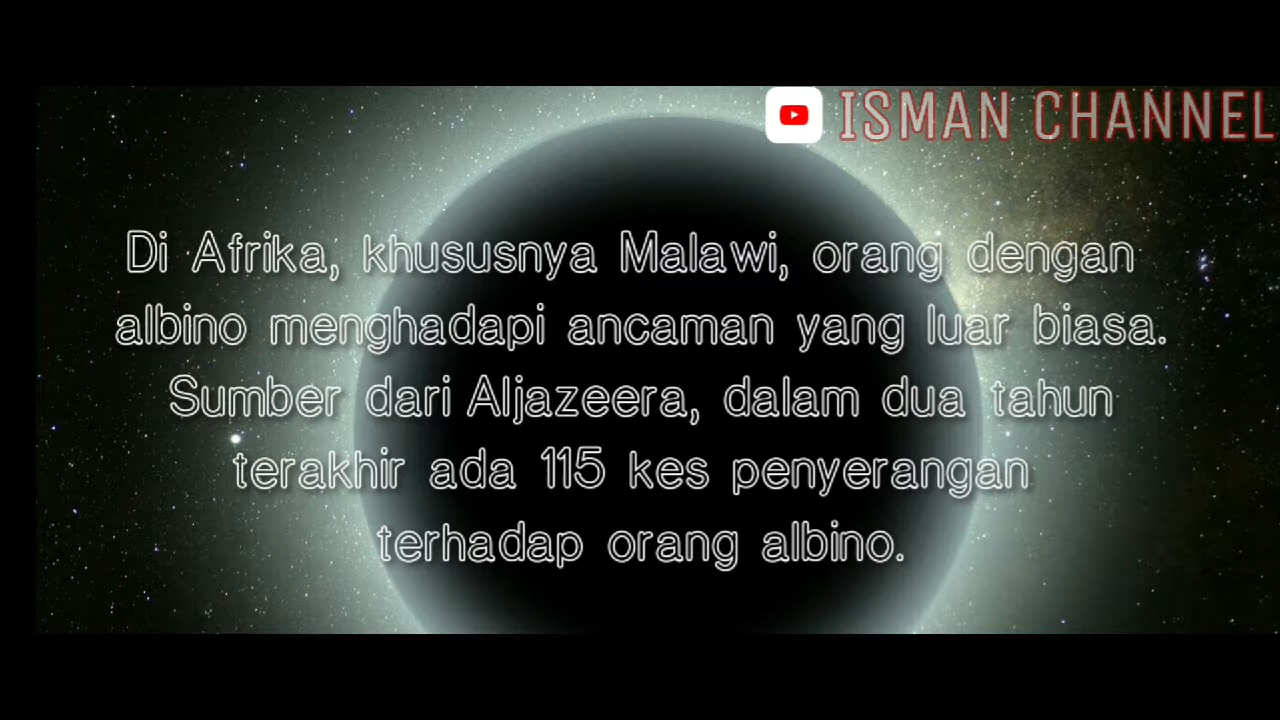 ISMAN CHANNEL
Di Afrika, khususnya Malawi, orang dengan
albino menghadapi ancaman yang luar biasa.
Sumber dari Aljazeera, dalam dua tahun
terakhir ada 115 kes penyerangan
terhadap orang albino.